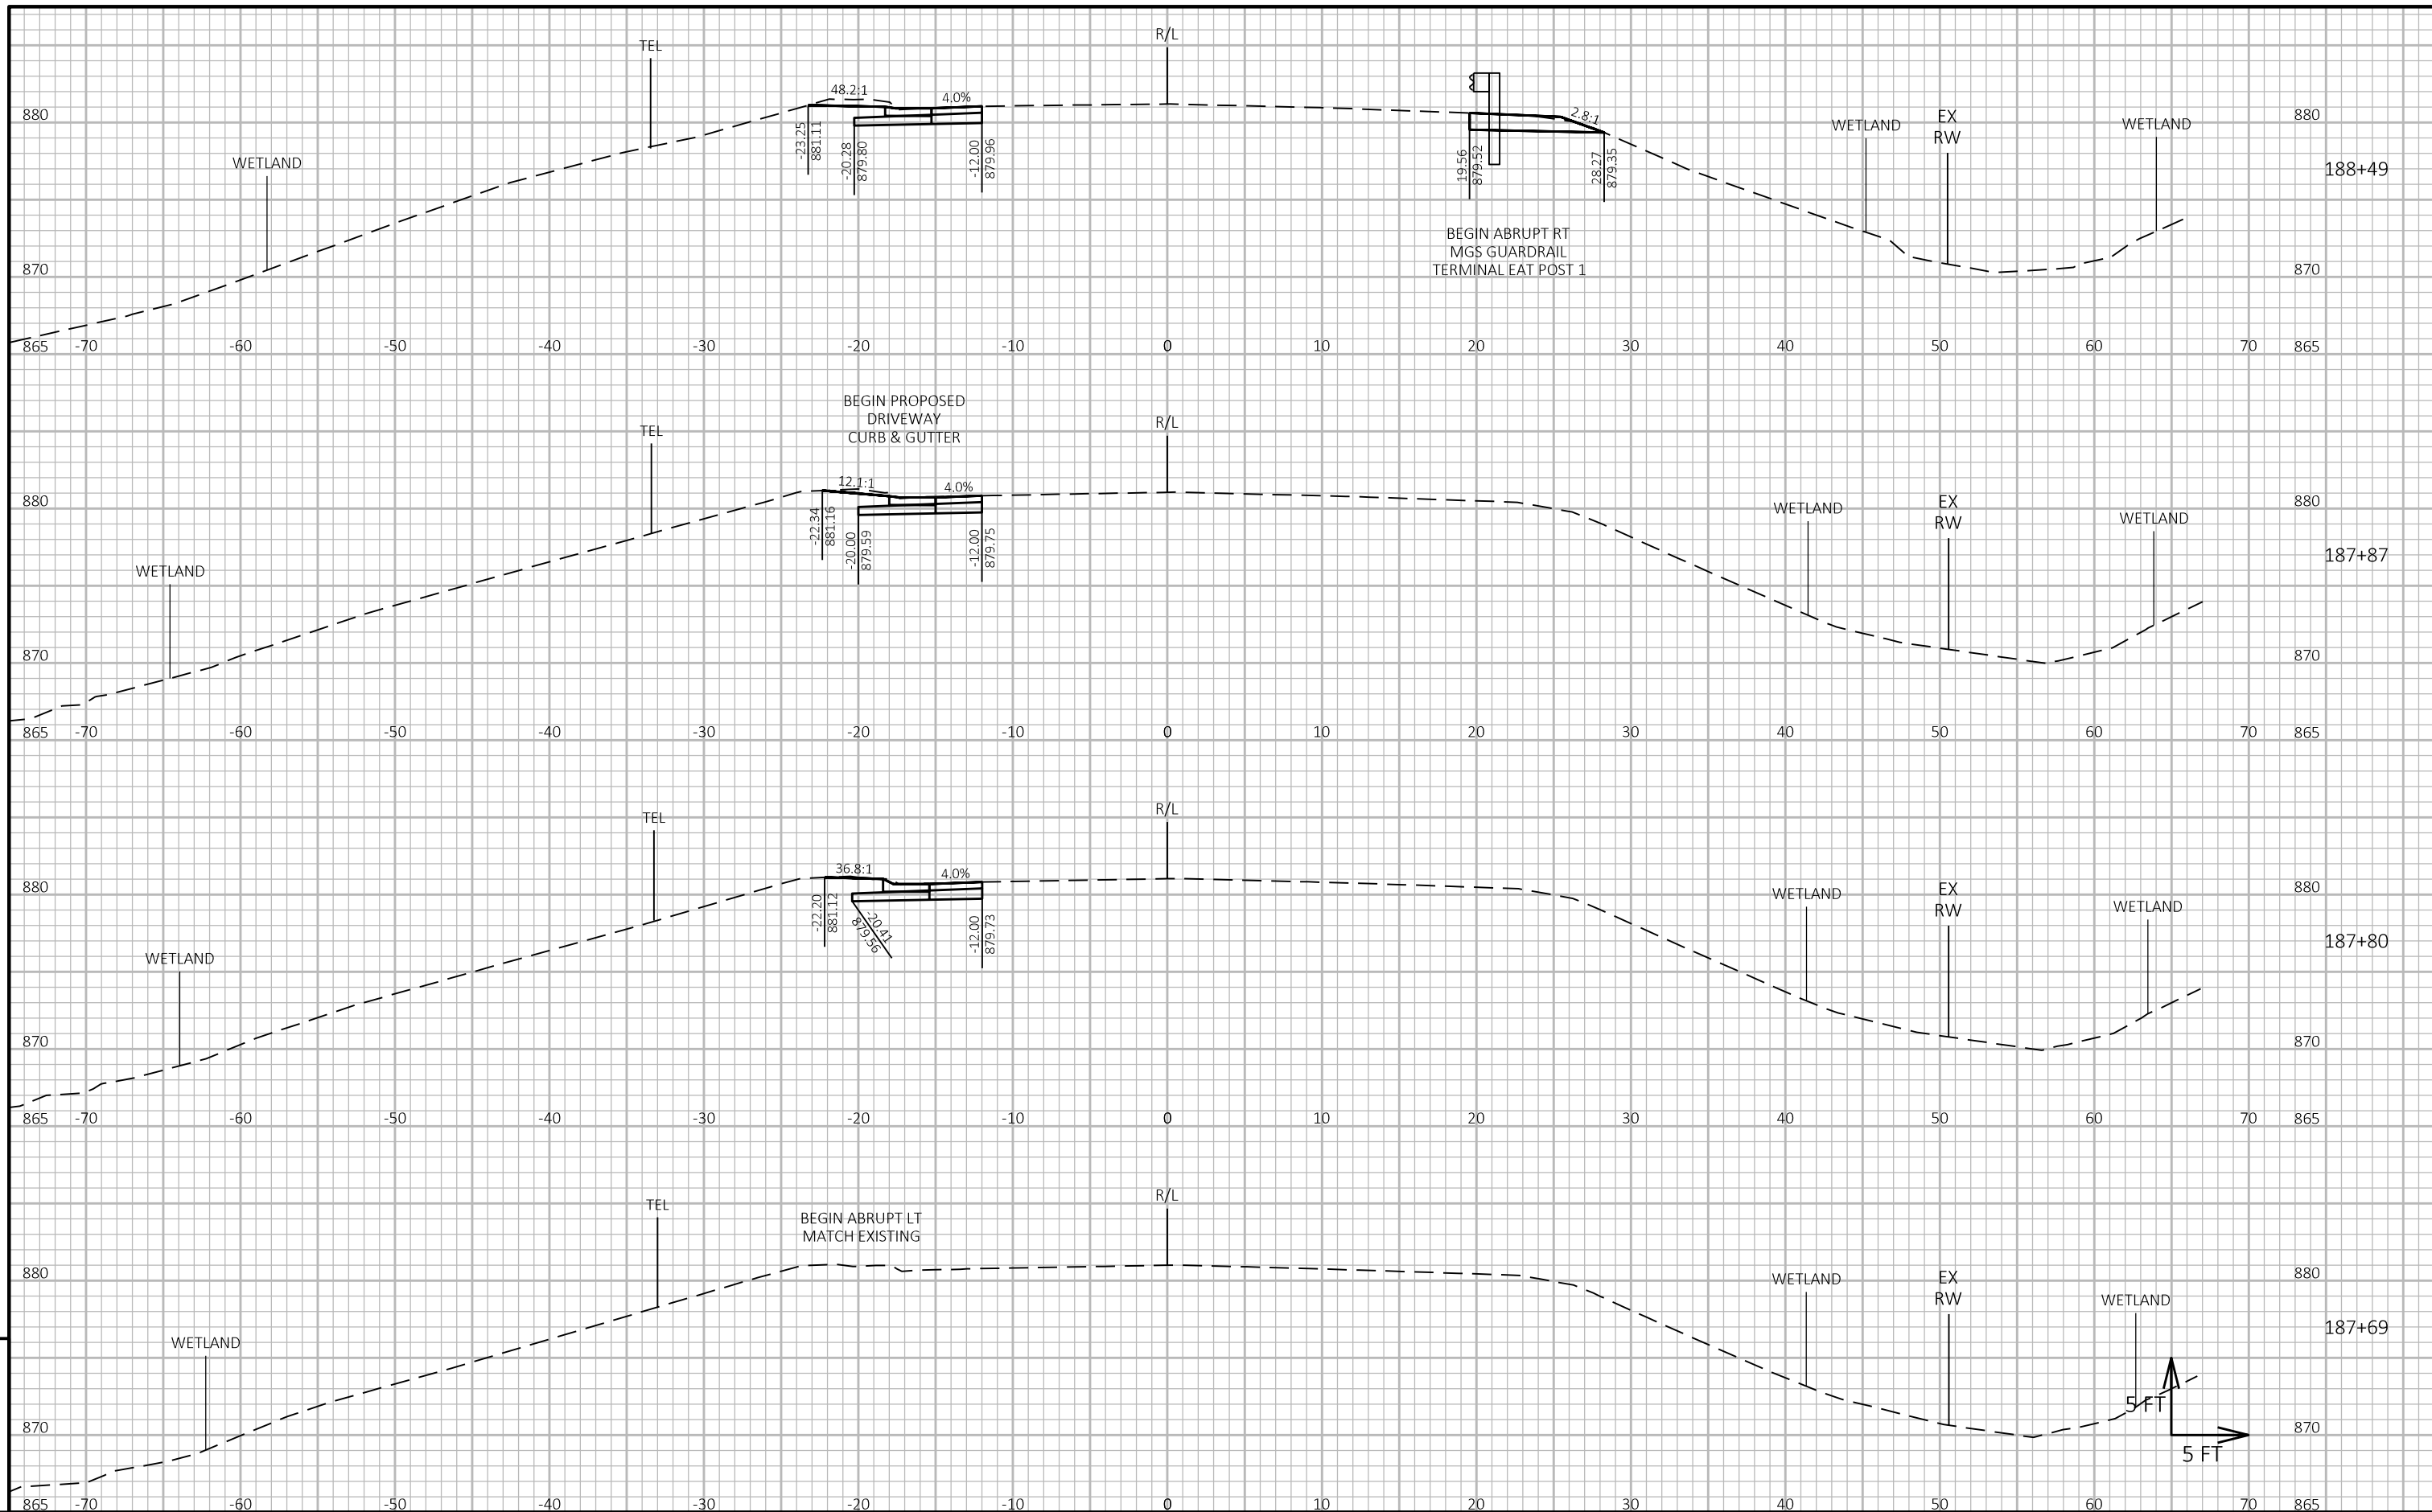 R/L
TEL
48.2:1
4.0%
880
EX
RW
WETLAND
WETLAND
WETLAND
2.8:1
880
-23.25
881.11
-20.28
879.80
-12.00
879.96
19.56
879.52
28.27
879.35
188+49
BEGIN ABRUPT RT
MGS GUARDRAIL
TERMINAL EAT POST 1
870
870
865 -70 -60 -50 -40 -30 -20 -10 0 10 20 30 40 50 60 70 865
BEGIN PROPOSED
DRIVEWAY
CURB & GUTTER
R/L
TEL
12.1:1
4.0%
880
EX
RW
WETLAND
WETLAND
WETLAND
880
-22.34
881.16
-20.00
879.59
-12.00
879.75
187+87
870
870
865 -70 -60 -50 -40 -30 -20 -10 0 10 20 30 40 50 60 70 865
R/L
TEL
36.8:1
4.0%
880
EX
RW
WETLAND
WETLAND
WETLAND
880
-22.20
881.12
-20.41
879.56
-12.00
879.73
187+80
870
870
865 -70 -60 -50 -40 -30 -20 -10 0 10 20 30 40 50 60 70 865
R/L
TEL
BEGIN ABRUPT LT
MATCH EXISTING
880
EX
RW
WETLAND
WETLAND
WETLAND
880
187+69
5 FT
5 FT
870
870
865 -70 -60 -50 -40 -30 -20 -10 0 10 20 30 40 50 60 70 865